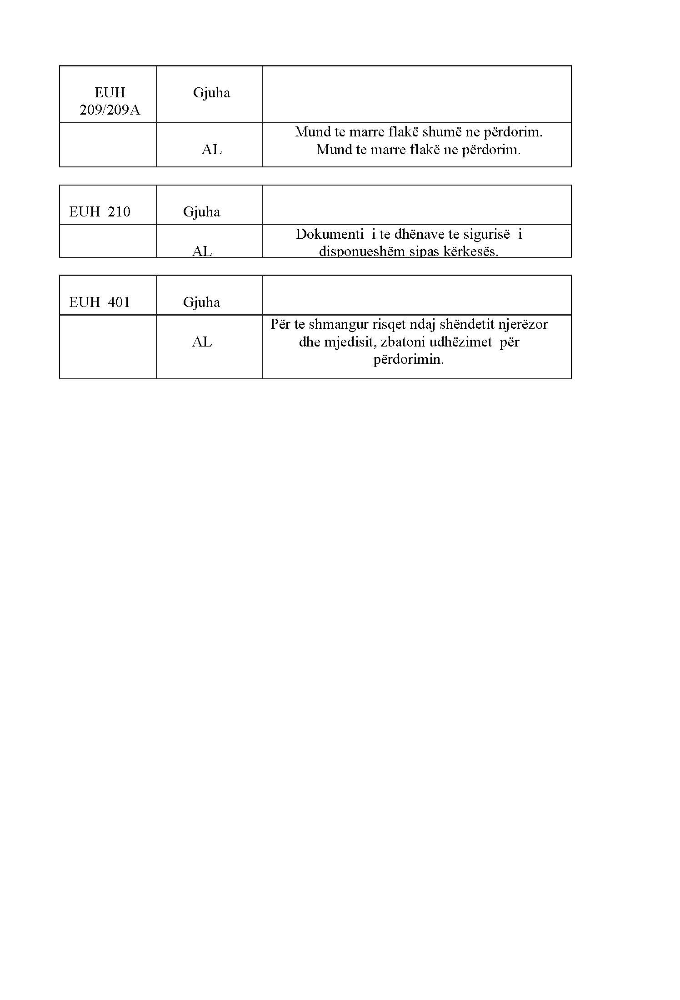 EUH
209/209A
Gjuha
AL
Mund te marre flakë shumë ne përdorim.
Mund te marre flakë ne përdorim.
EUH  210
Gjuha
AL
Dokumenti  i te dhënave te sigurisë  i
disponueshëm sipas kërkesës.
EUH  401
Gjuha
AL
Për te shmangur risqet ndaj shëndetit njerëzor
dhe mjedisit, zbatoni udhëzimet  për
përdorimin.